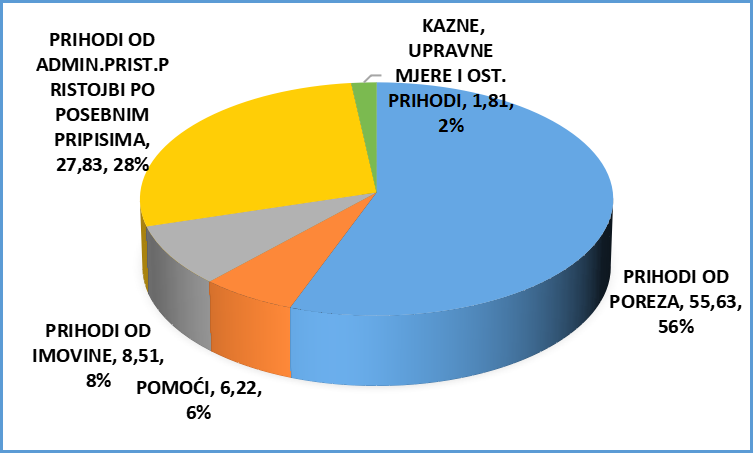 PRIHODI OD
ADMIN.PRIST.P
RISTOJBI PO
POSEBNIM
PRIPISIMA,
27,83, 28%
KAZNE,
UPRAVNE
MJERE I OST.
PRIHODI, 1,81,
2%
PRIHODI OD
POREZA, 55,63,
56%
PRIHODI OD
IMOVINE, 8,51,
8%
POMOĆI, 6,22,
6%